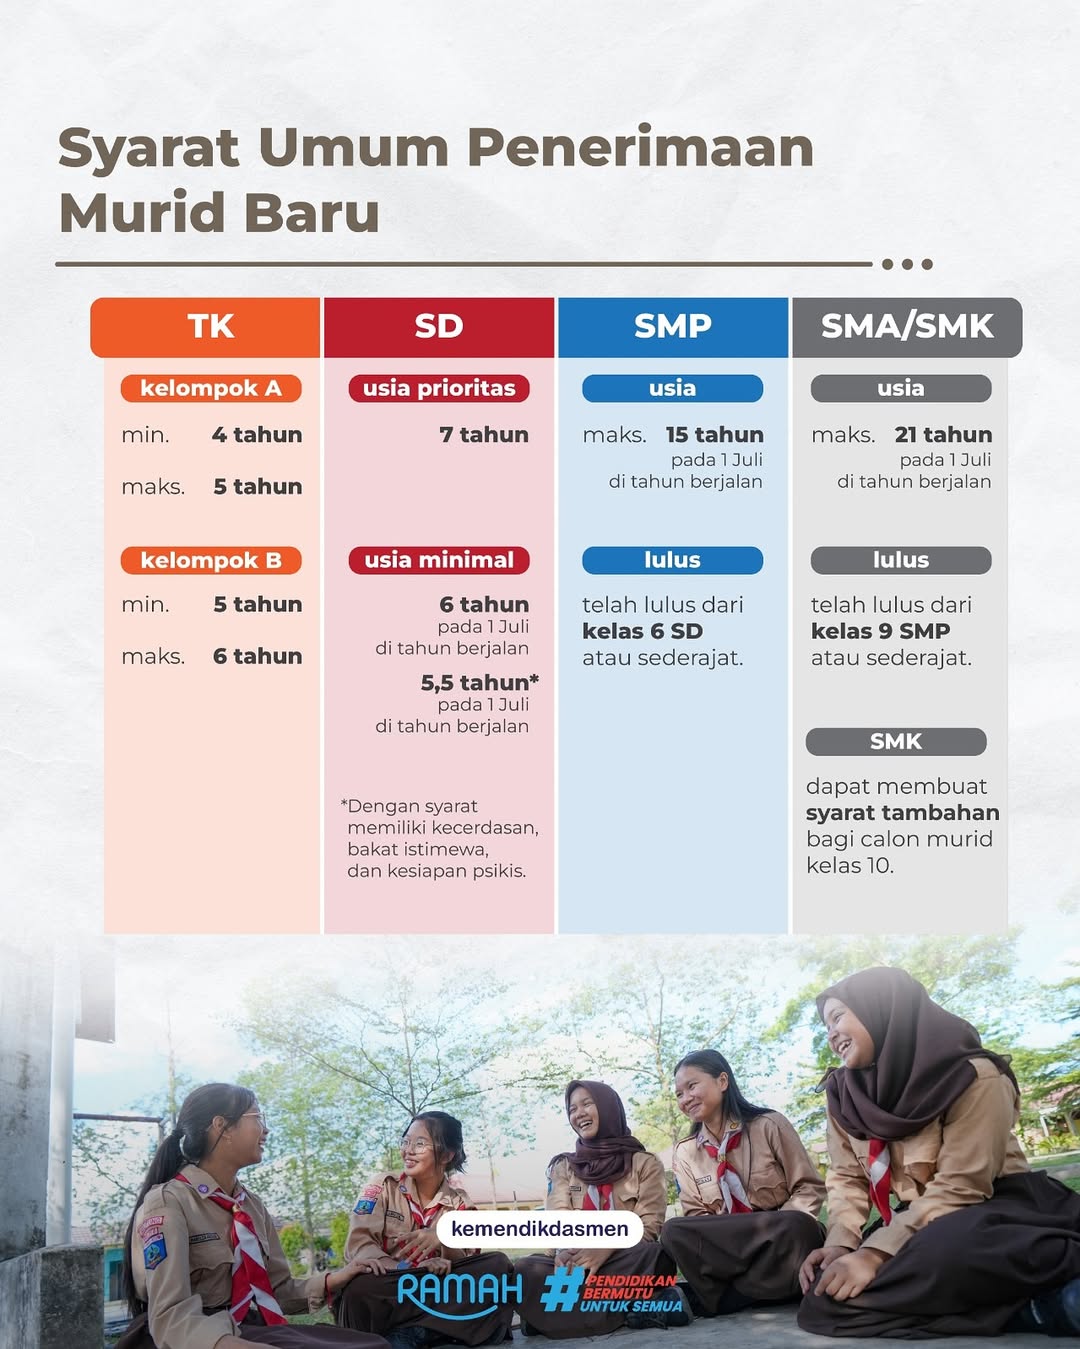 Syarat Umum Penerimaan
Murid Baru
TK
kelompok A
min. 4 tahun
maks. 5 tahun
kelompok B
min. 5 tahun
maks. 6 tahun
SD
usia prioritas
7 tahun
usia minimal
6 tahun
pada 1 Juli
di tahun berjalan
5,5 tahun*
pada 1 Juli
di tahun berjalan
*Dengan syarat
memiliki kecerdasan,
bakat istimewa,
dan kesiapan psikis.
SMP
usia
maks. 15 tahun
pada 1 Juli
di tahun berjalan
lulus
telah lulus dari
kelas 6 SD
atau sederajat.
SMA/SMK
usia
maks. 21 tahun
pada 1 Juli
di tahun berjalan
lulus
telah lulus dari
kelas 9 SMP
atau sederajat.
SMK
dapat membuat
syarat tambahan
bagi calon murid
kelas 10.
kemendikdasmen
RAMAH
#PENDIDIKAN
BERMUTU
UNTUK SEMUA